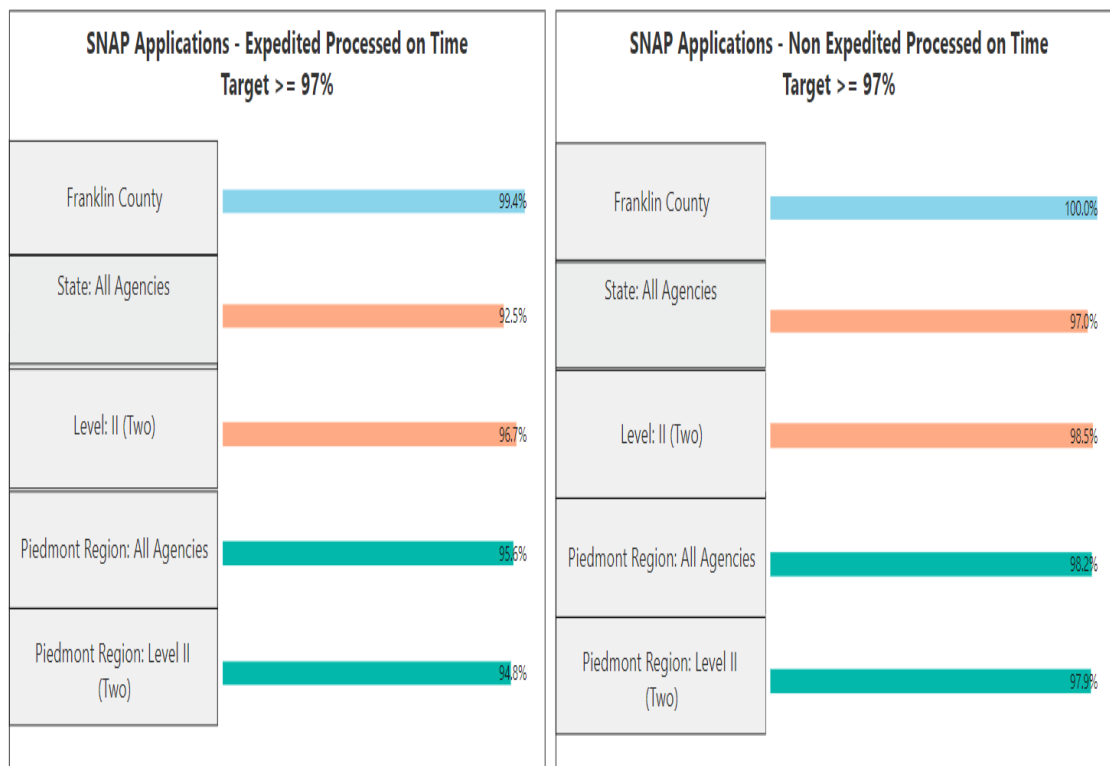 SNAP Applications - Expedited Processed on Time
Target >= 97%
Franklin County
99.4%
State: All Agencies
92.5%
Level: II (Two)
96.7%
Piedmont Region: All Agencies
95.6%
Piedmont Region: Level II
(Two)
94.8%
SNAP Applications - Non Expedited Processed on Time
Target >= 97%
Franklin County
100.0%
State: All Agencies
97.0%
Level: II (Two)
98.5%
Piedmont Region: All Agencies
98.2%
Piedmont Region: Level II
(Two)
97.9%